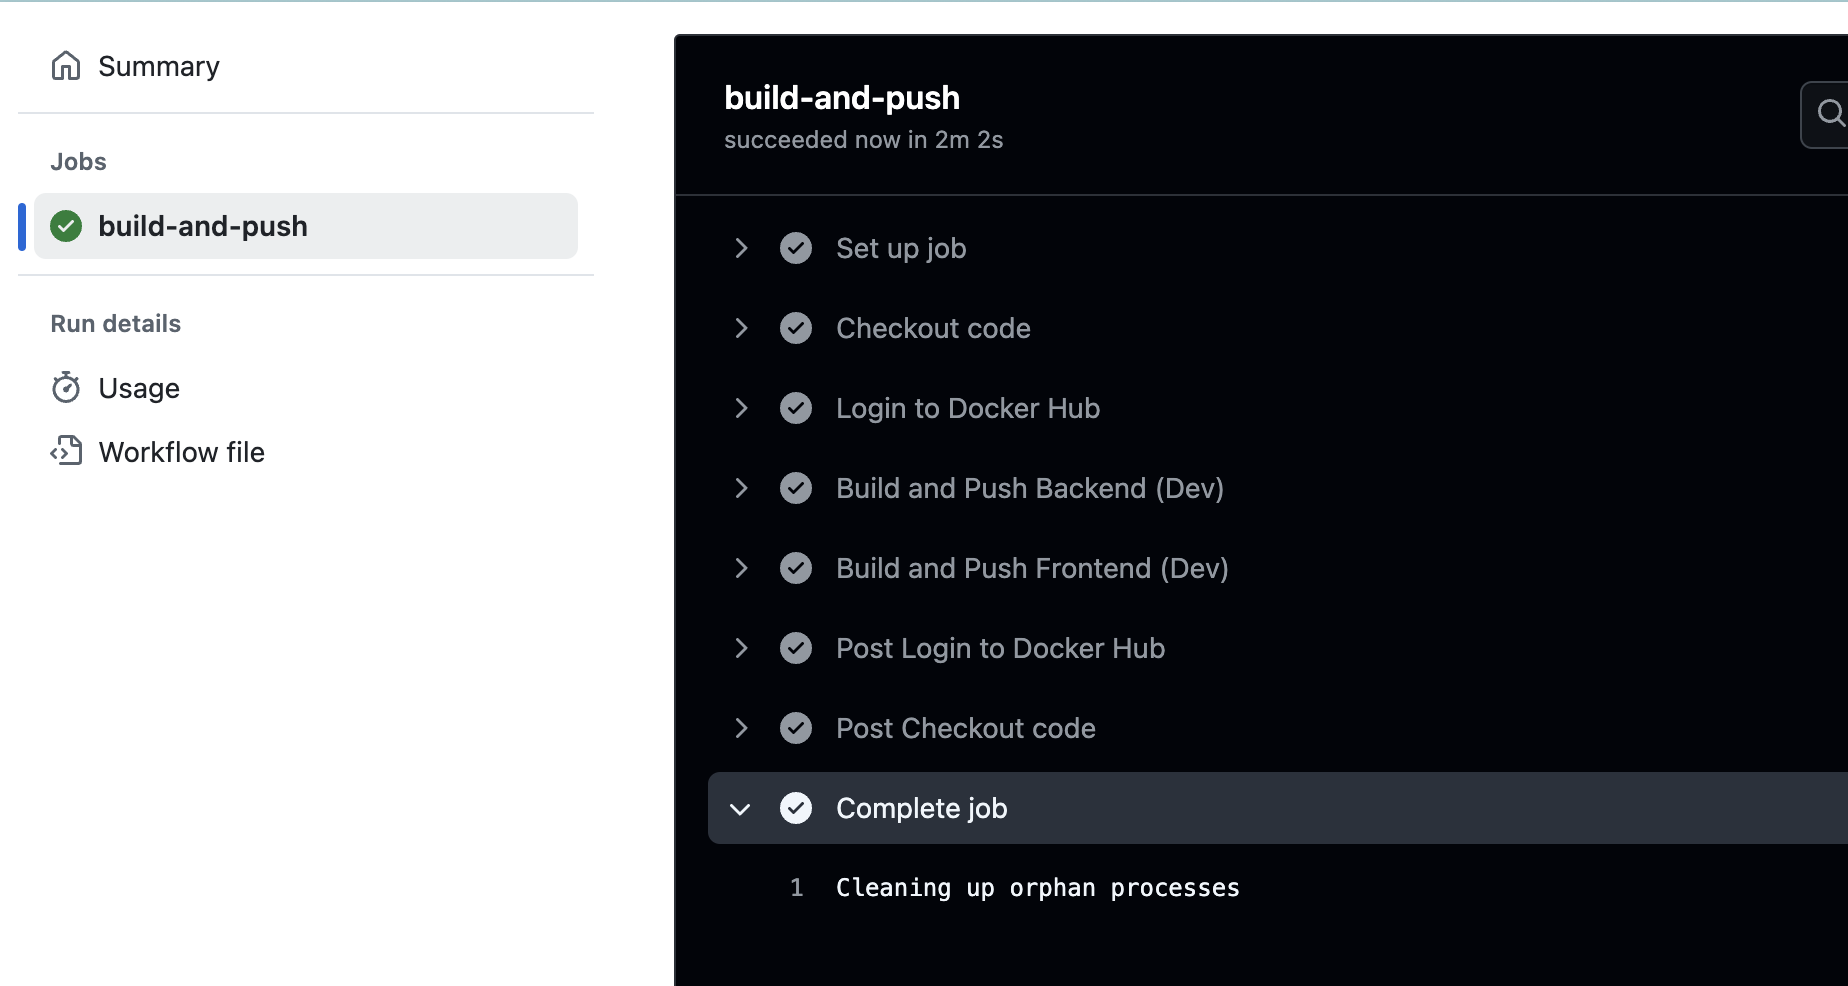 Summary
Jobs
build-and-push
Run details
Usage
Workflow file
build-and-push
succeeded now in 2m 2s
Set up job
Checkout code
Login to Docker Hub
Build and Push Backend (Dev)
Build and Push Frontend (Dev)
Post Login to Docker Hub
Post Checkout code
Complete job
1 Cleaning up orphan processes